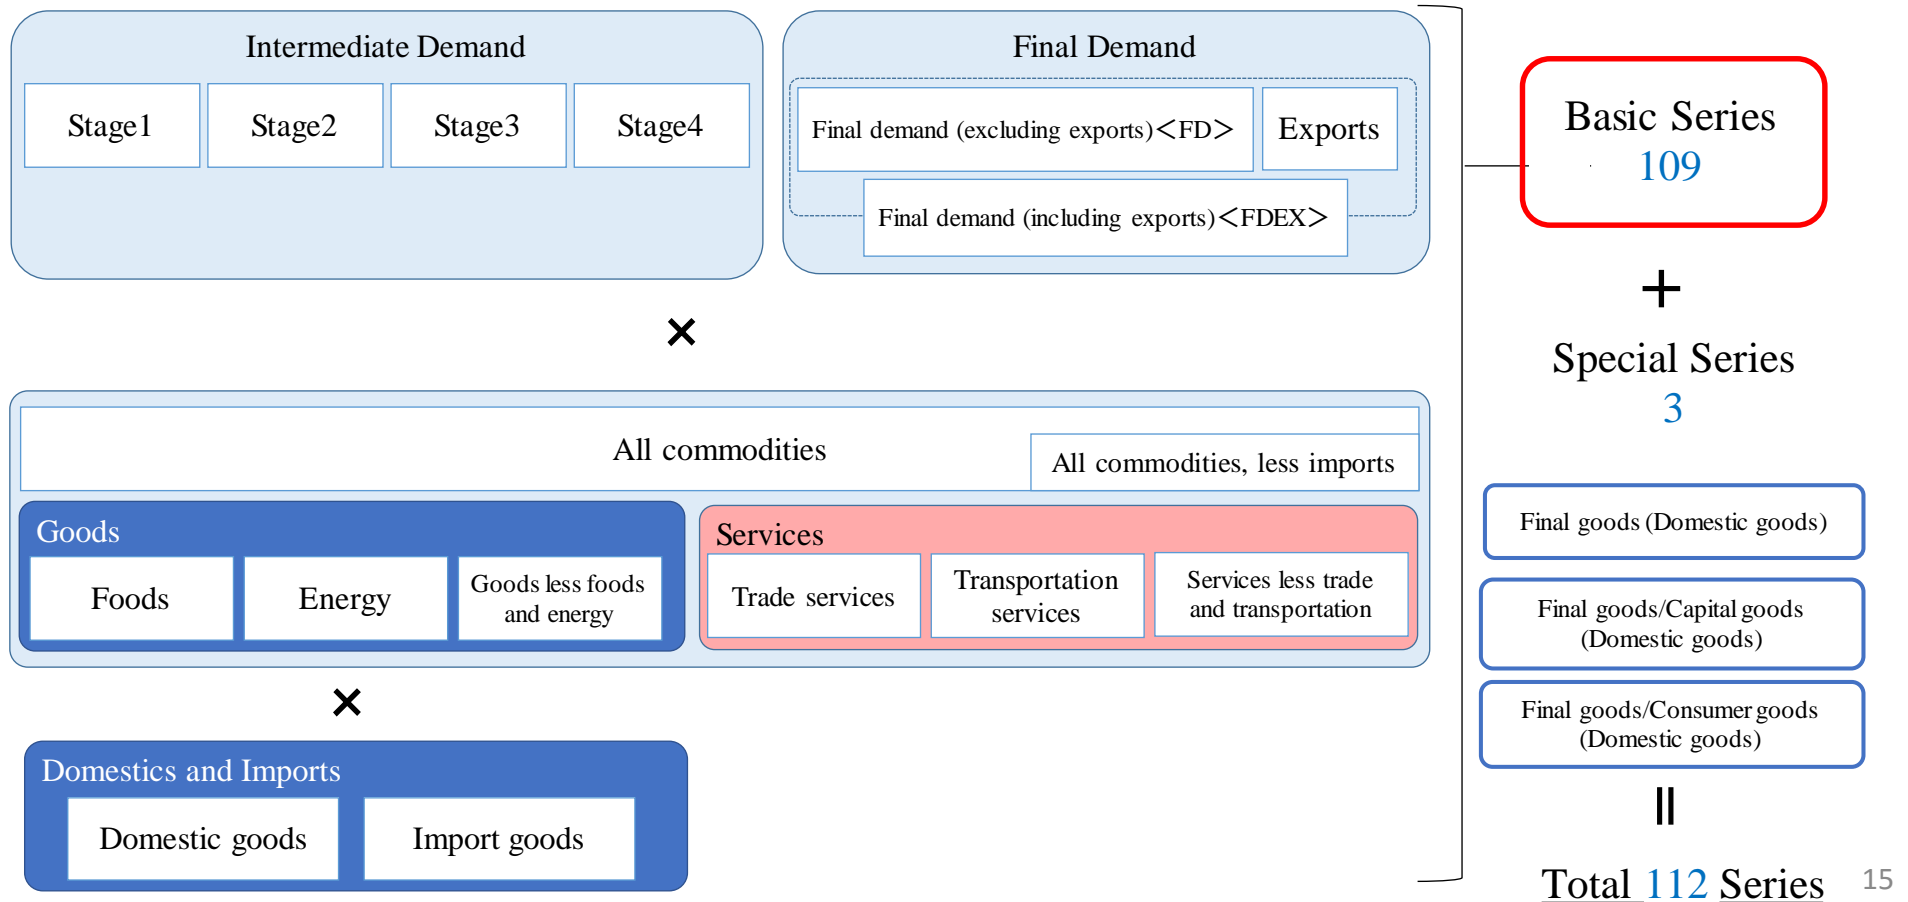 Intermediate Demand
Stage1
Stage2
Stage3
Stage4
Final Demand
Final demand (excluding exports)＜FD＞
Exports
Final demand (including exports)＜FDEX＞
×
All commodities
All commodities, less imports
Goods
Foods
Energy
Goods less foods
and energy
Services
Trade services
Transportation
services
Services less trade
and transportation
×
Domestics and Imports
Domestic goods
Import goods
Basic Series
109
＋
Special Series
3
Final goods (Domestic goods)
Final goods/Capital goods
(Domestic goods)
Final goods/Consumer goods
(Domestic goods)
＝
Total 112 Series
15